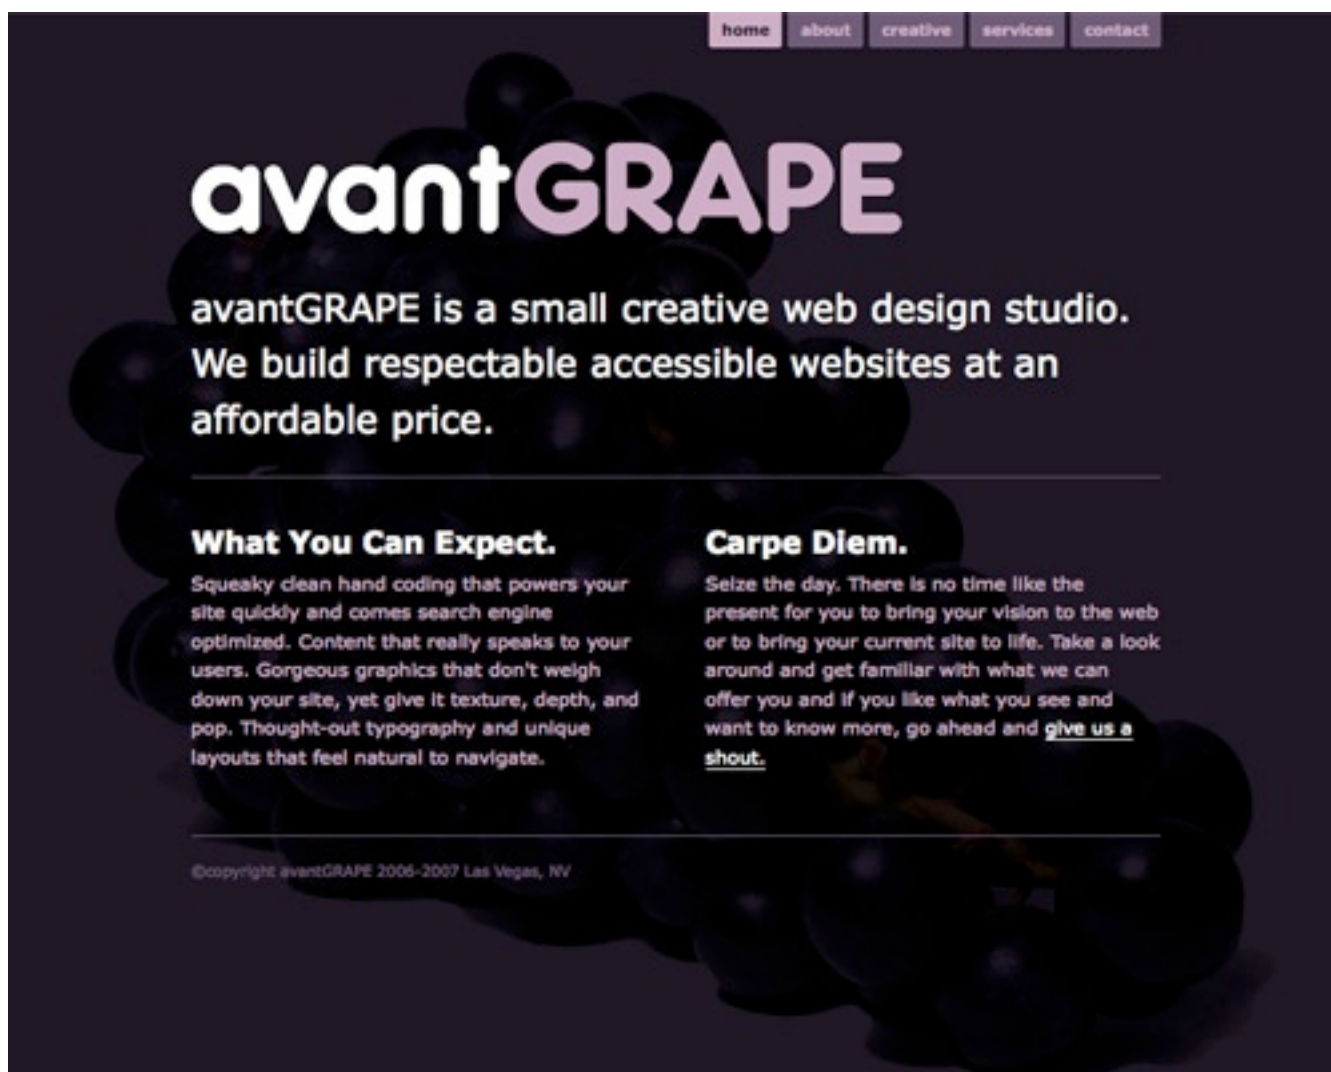 home about creative services contact
avantGRAPE
avantGRAPE is a small creative web design studio.
We build respectable accessible websites at an
affordable price.
What You Can Expect.
Squeaky clean hand coding that powers your
site quickly and comes search engine
optimized. Content that really speaks to your
users. Gorgeous graphics that don't weigh
down your site, yet give it texture, depth, and
pop. Thought-out typography and unique
layouts that feel natural to navigate.
Carpe Diem.
Seize the day. There is no time like the
present for you to bring your vision to the web
or to bring your current site to life. Take a look
around and get familiar with what we can
offer you and if you like what you see and
want to know more, go ahead and give us a
shout.
©copyright avantGRAPE 2006-2007 Las Vegas, NV